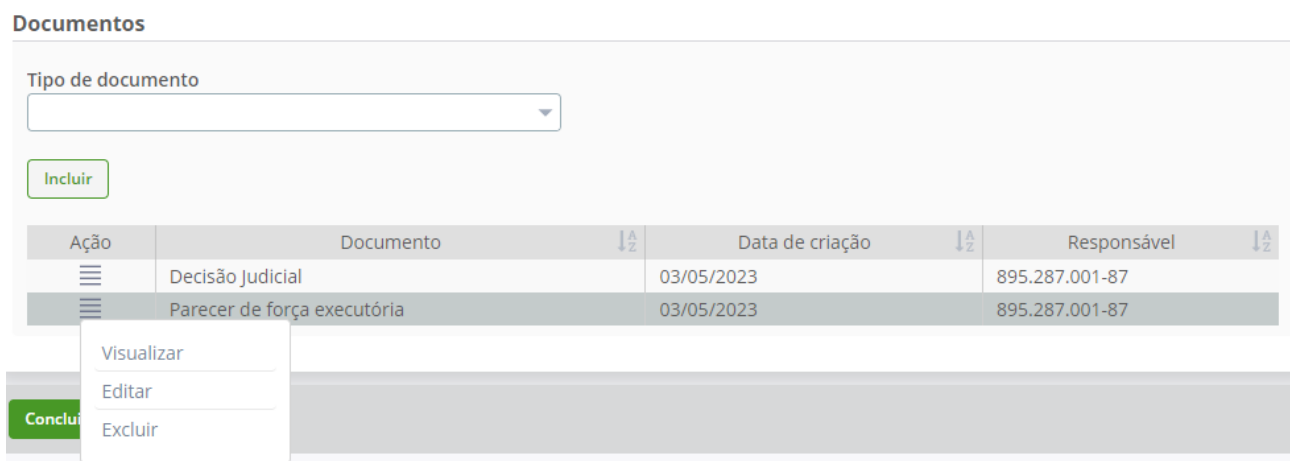 Documentos
Tipo de documento
Incluir
Ação Documento Data de criação Responsável
Decisão Judicial 03/05/2023 895.287.001-87
Parecer de força executória 03/05/2023 895.287.001-87
Visualizar
Editar
Conclui
Excluir